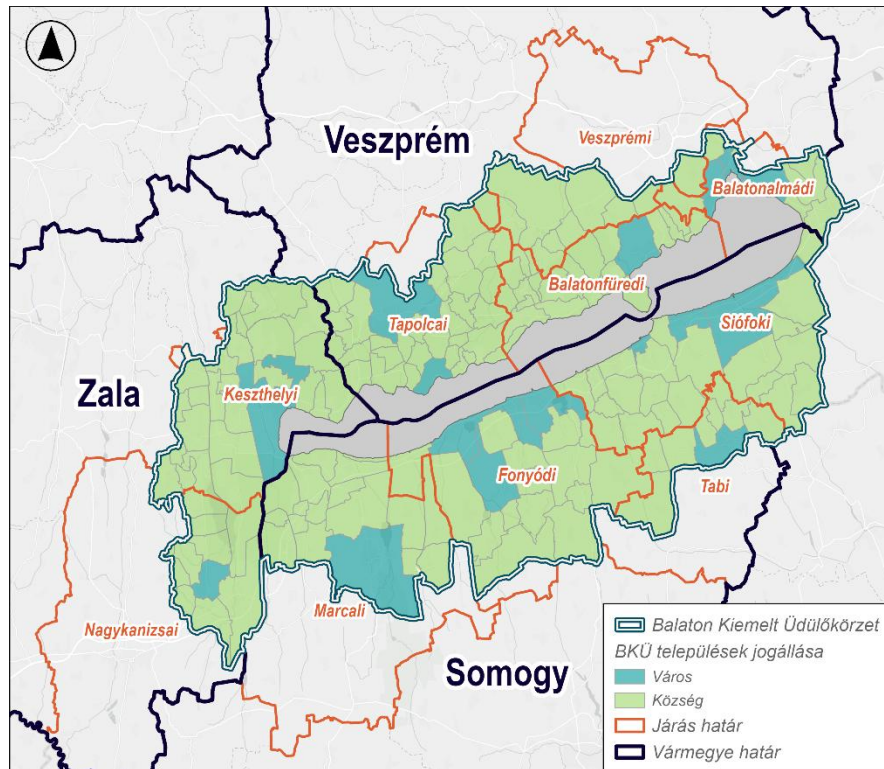 Veszprém
Veszprémi
Balatonalmádi
Balatonfüredi
Tapolcai
Siófoki
Keszthelyi
Zala
Fonyódi
Tabi
Nagykanizsai
Marcali
Somogy
Balaton Kiemelt Üdülőkörzet
BKÜ települések jogállása
Város
Község
Járás határ
Vármegye határ